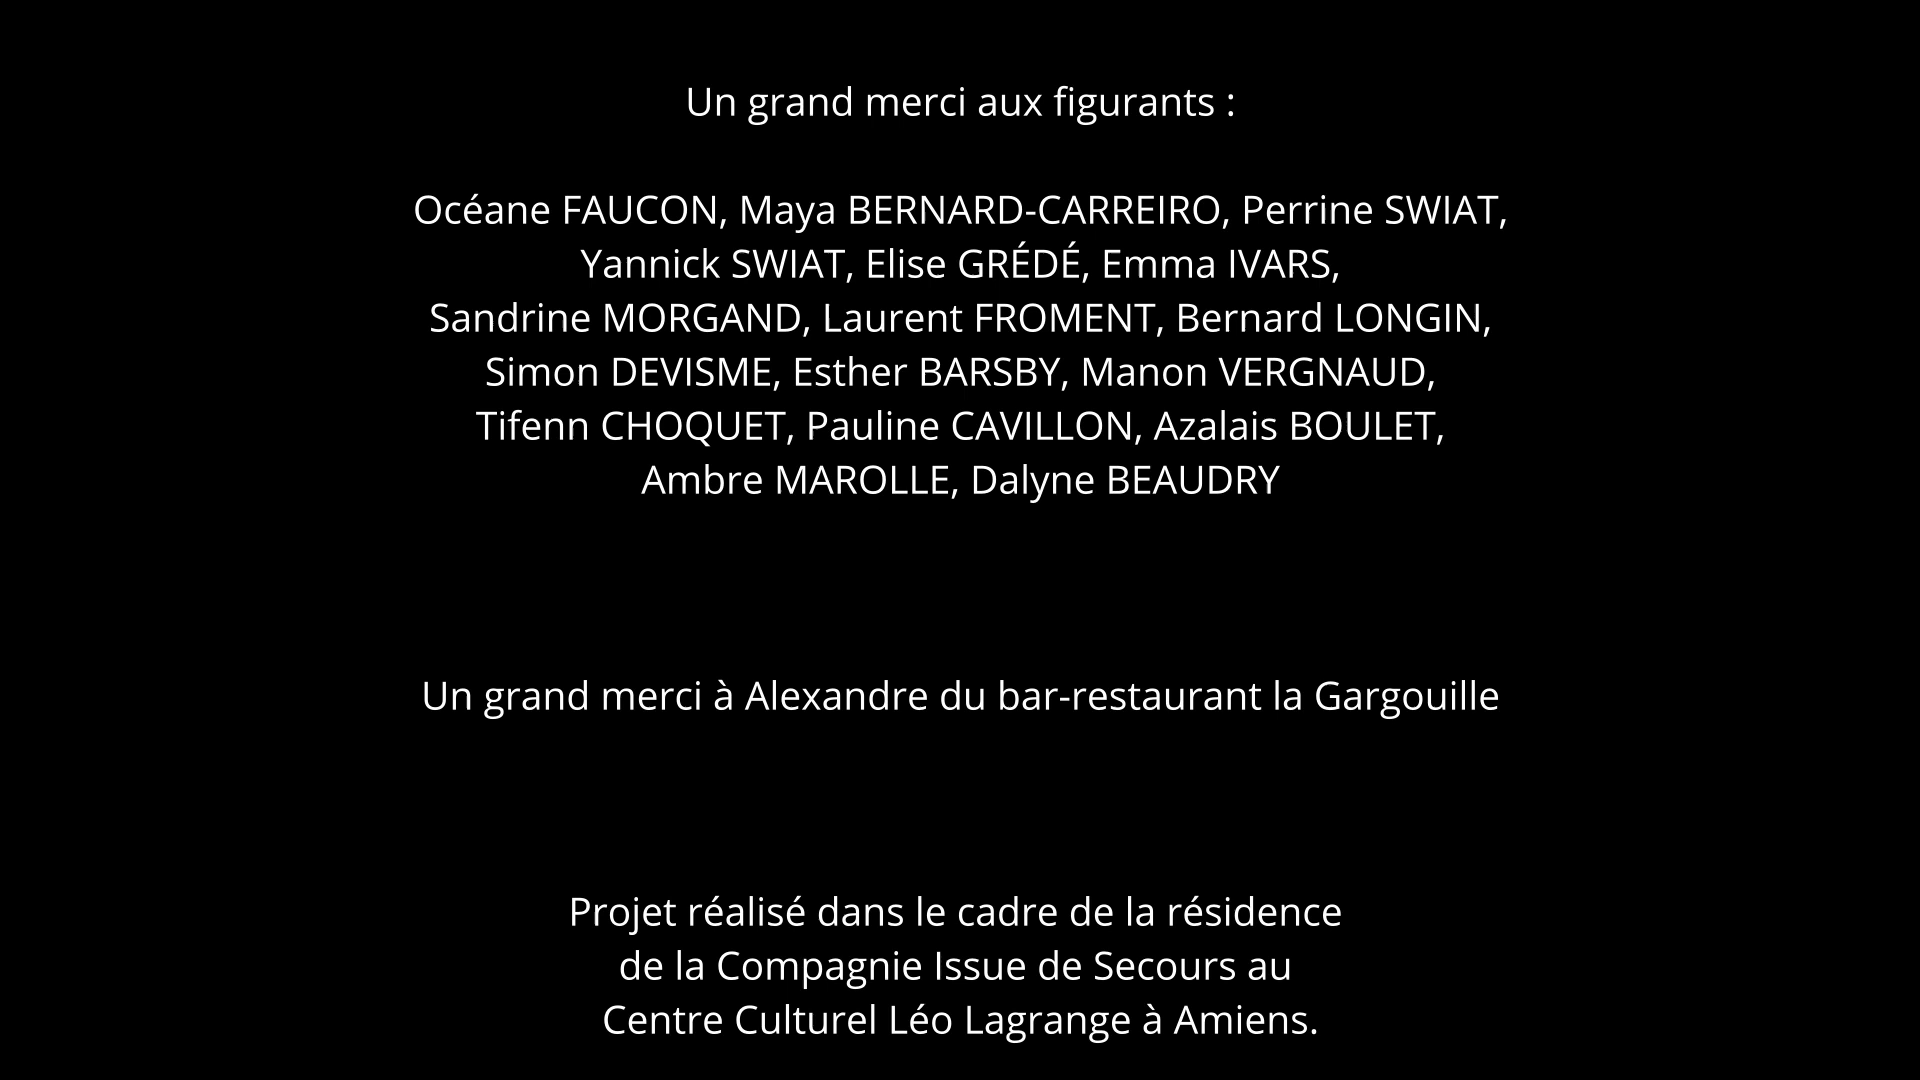 Un grand merci aux figurants :
Océane FAUCON, Maya BERNARD-CARREIRO, Perrine SWIAT,
Yannick SWIAT, Elise GRÉDÉ, Emma IVARS,
Sandrine MORGAND, Laurent FROMENT, Bernard LONGIN,
Simon DEVISME, Esther BARSBY, Manon VERGNAUD,
Tifenn CHOQUET, Pauline CAVILLON, Azalais BOULET,
Ambre MAROLLE, Dalyne BEAUDRY
Un grand merci à Alexandre du bar-restaurant la Gargouille
Projet réalisé dans le cadre de la résidence
de la Compagnie Issue de Secours au
Centre Culturel Léo Lagrange à Amiens.